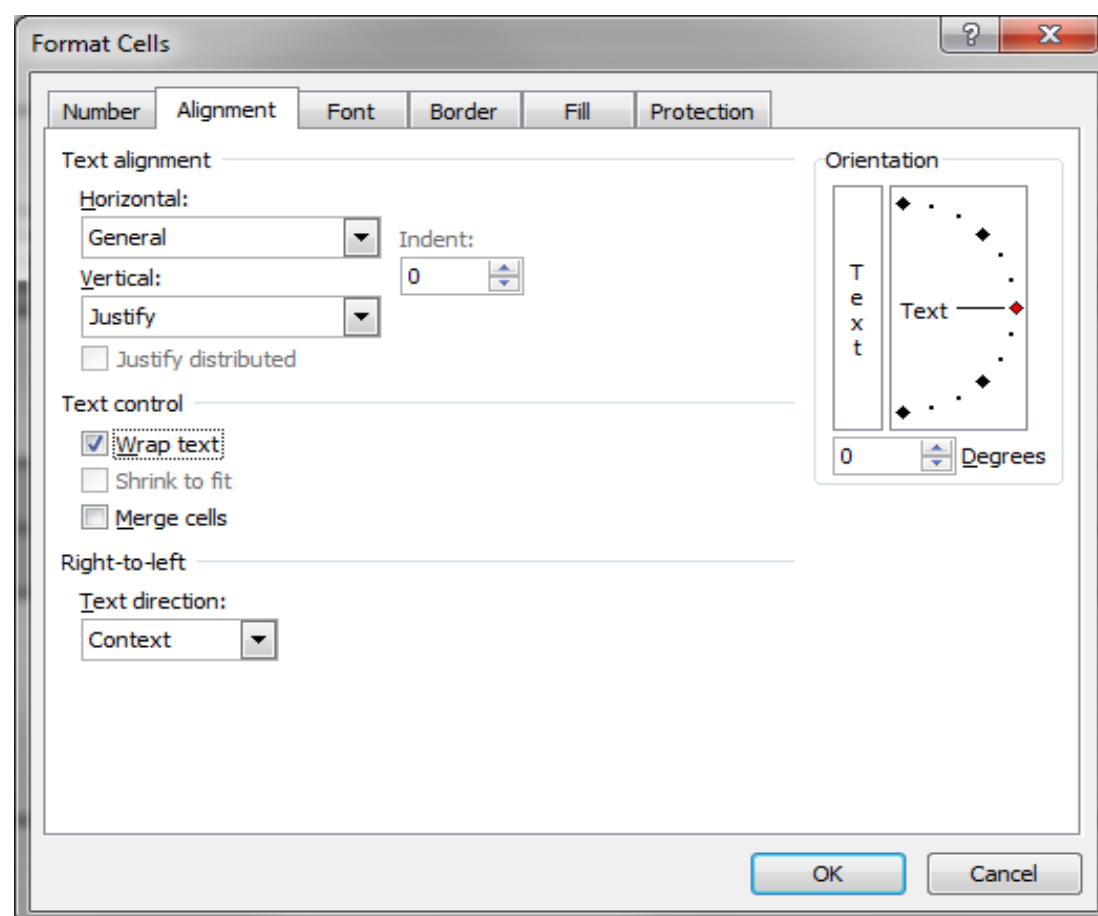 Format Cells
Number Alignment Font Border Fill Protection
Text alignment
Horizontal:
General
Indent:
0
Vertical:
Justify
Justify distributed
Text control
Wrap text
Shrink to fit
Merge cells
Right-to-left
Text direction:
Context
Orientation
Text
Text
0 Degrees
OK Cancel